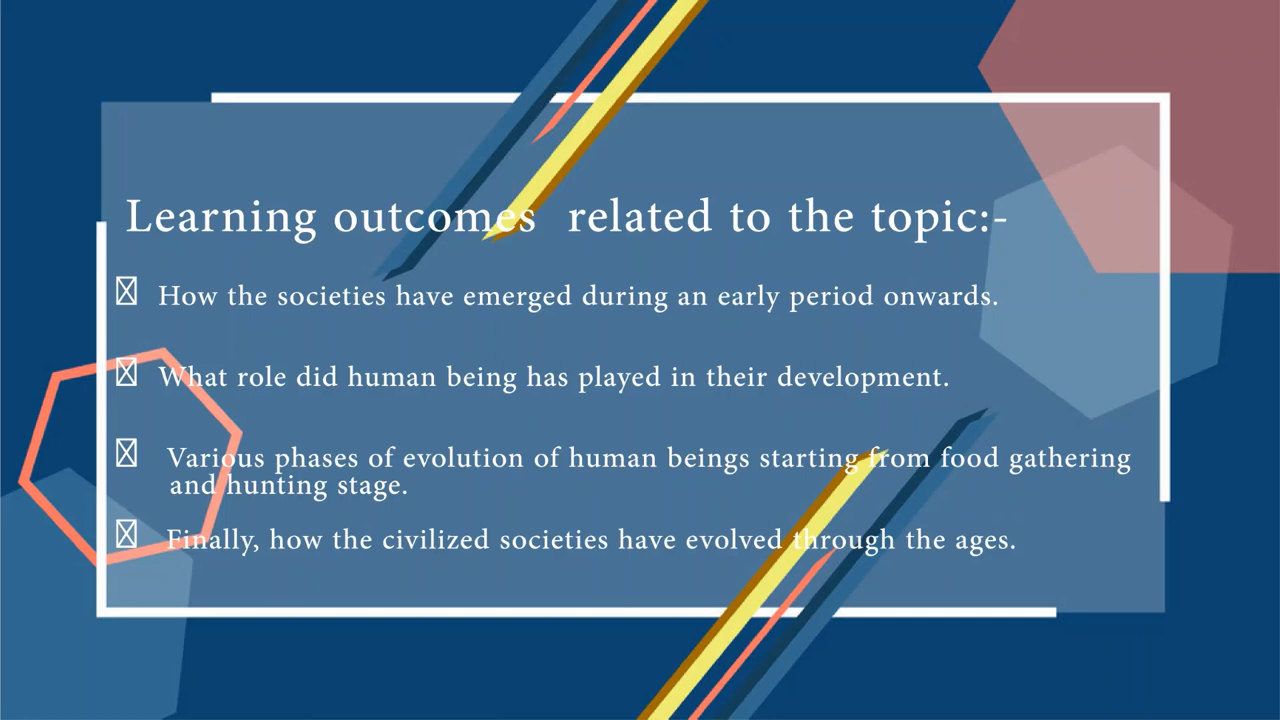 Learning outcomes related to the topic:-
How the societies have emerged during an early period onwards.
What role did human being has played in their development.
Various phases of evolution of human beings starting from food gathering
and hunting stage.
Finally, how the civilized societies have evolved through the ages.